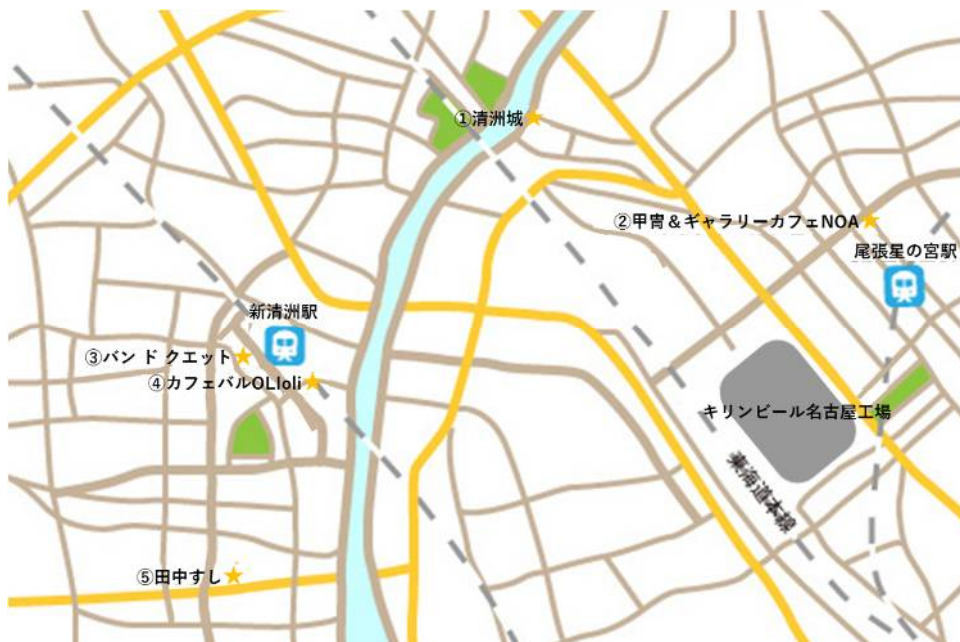 ①清洲城
②甲冑＆ギャラリーカフェNOA
尾張星の宮駅
新清洲駅
③パン ド クエット
④カフェバルOLIoli
キリンビール名古屋工場
東海道本線
⑤田中すし